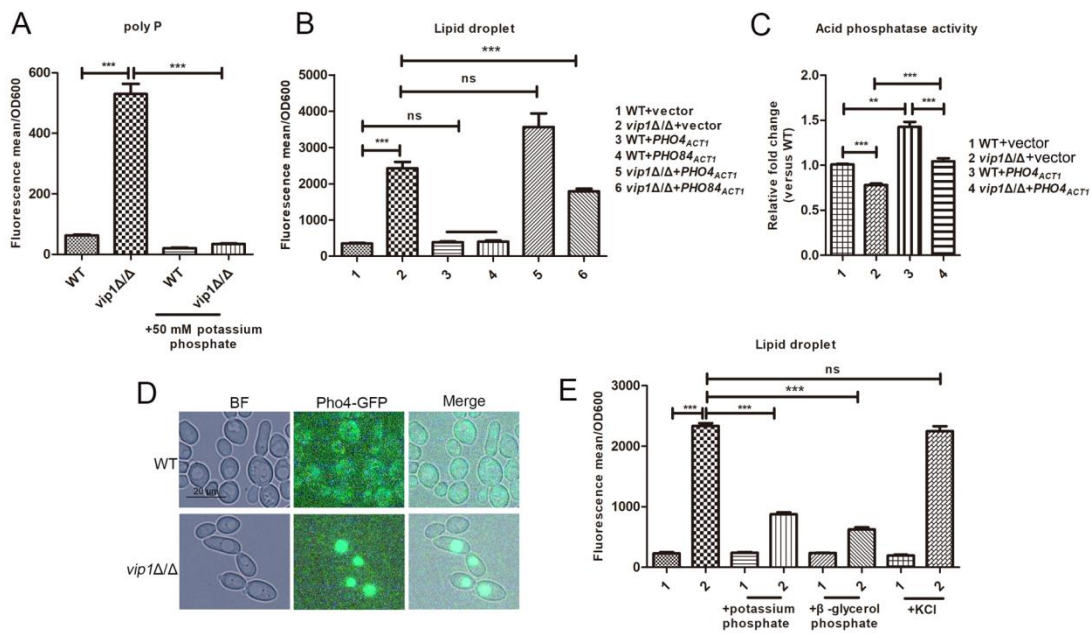 A
poly P
Fluorescence mean/OD600
600
400
200
0
***
***
WT
vip1Δ/Δ
WT
vip1Δ/Δ
+50 mM potassium
phosphate
B
Lipid droplet
Fluorescence mean/OD600
5000
4000
3000
2000
1000
0
***
ns
ns
***
1
2
3
4
5
6
1 WT+vector
2 vip1Δ/Δ+vector
3 WT+PHO4ACT1
4 WT+PHO84ACT1
5 vip1Δ/Δ+PHO4ACT1
6 vip1Δ/Δ+PHO84ACT1
C
Acid phosphatase activity
Relative fold change
(versus WT)
2.0
1.5
1.0
0.5
0.0
***
**
***
***
1
2
3
4
1 WT+vector
2 vip1Δ/Δ+vector
3 WT+PHO4ACT1
4 vip1Δ/Δ+PHO4ACT1
D
BF
Pho4-GFP
Merge
WT
20 um
vip1Δ/Δ
E
Lipid droplet
Fluorescence mean/OD600
3000
2000
1000
0
ns
***
***
***
1
2
1
2
1
2
1
2
+potassium
phosphate
+β -glycerol
phosphate
+KCl